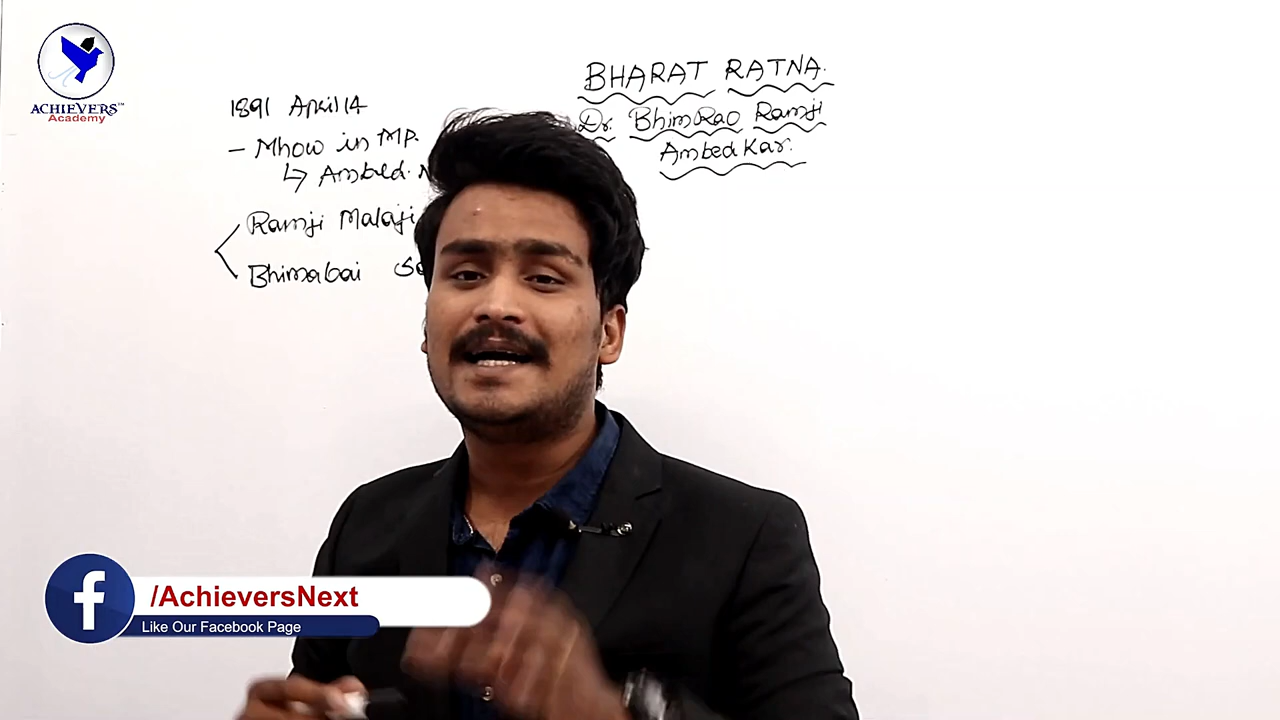 ACHIEVERS™
Academy
BHARAT RATNA.
Dr. BhimRao Ramji
Ambedkar.
1891 April 14
- Mhow in MP.
↳ Ambed.
Ramji Malaji
Bhimabai
f /AchieversNext
Like Our Facebook Page